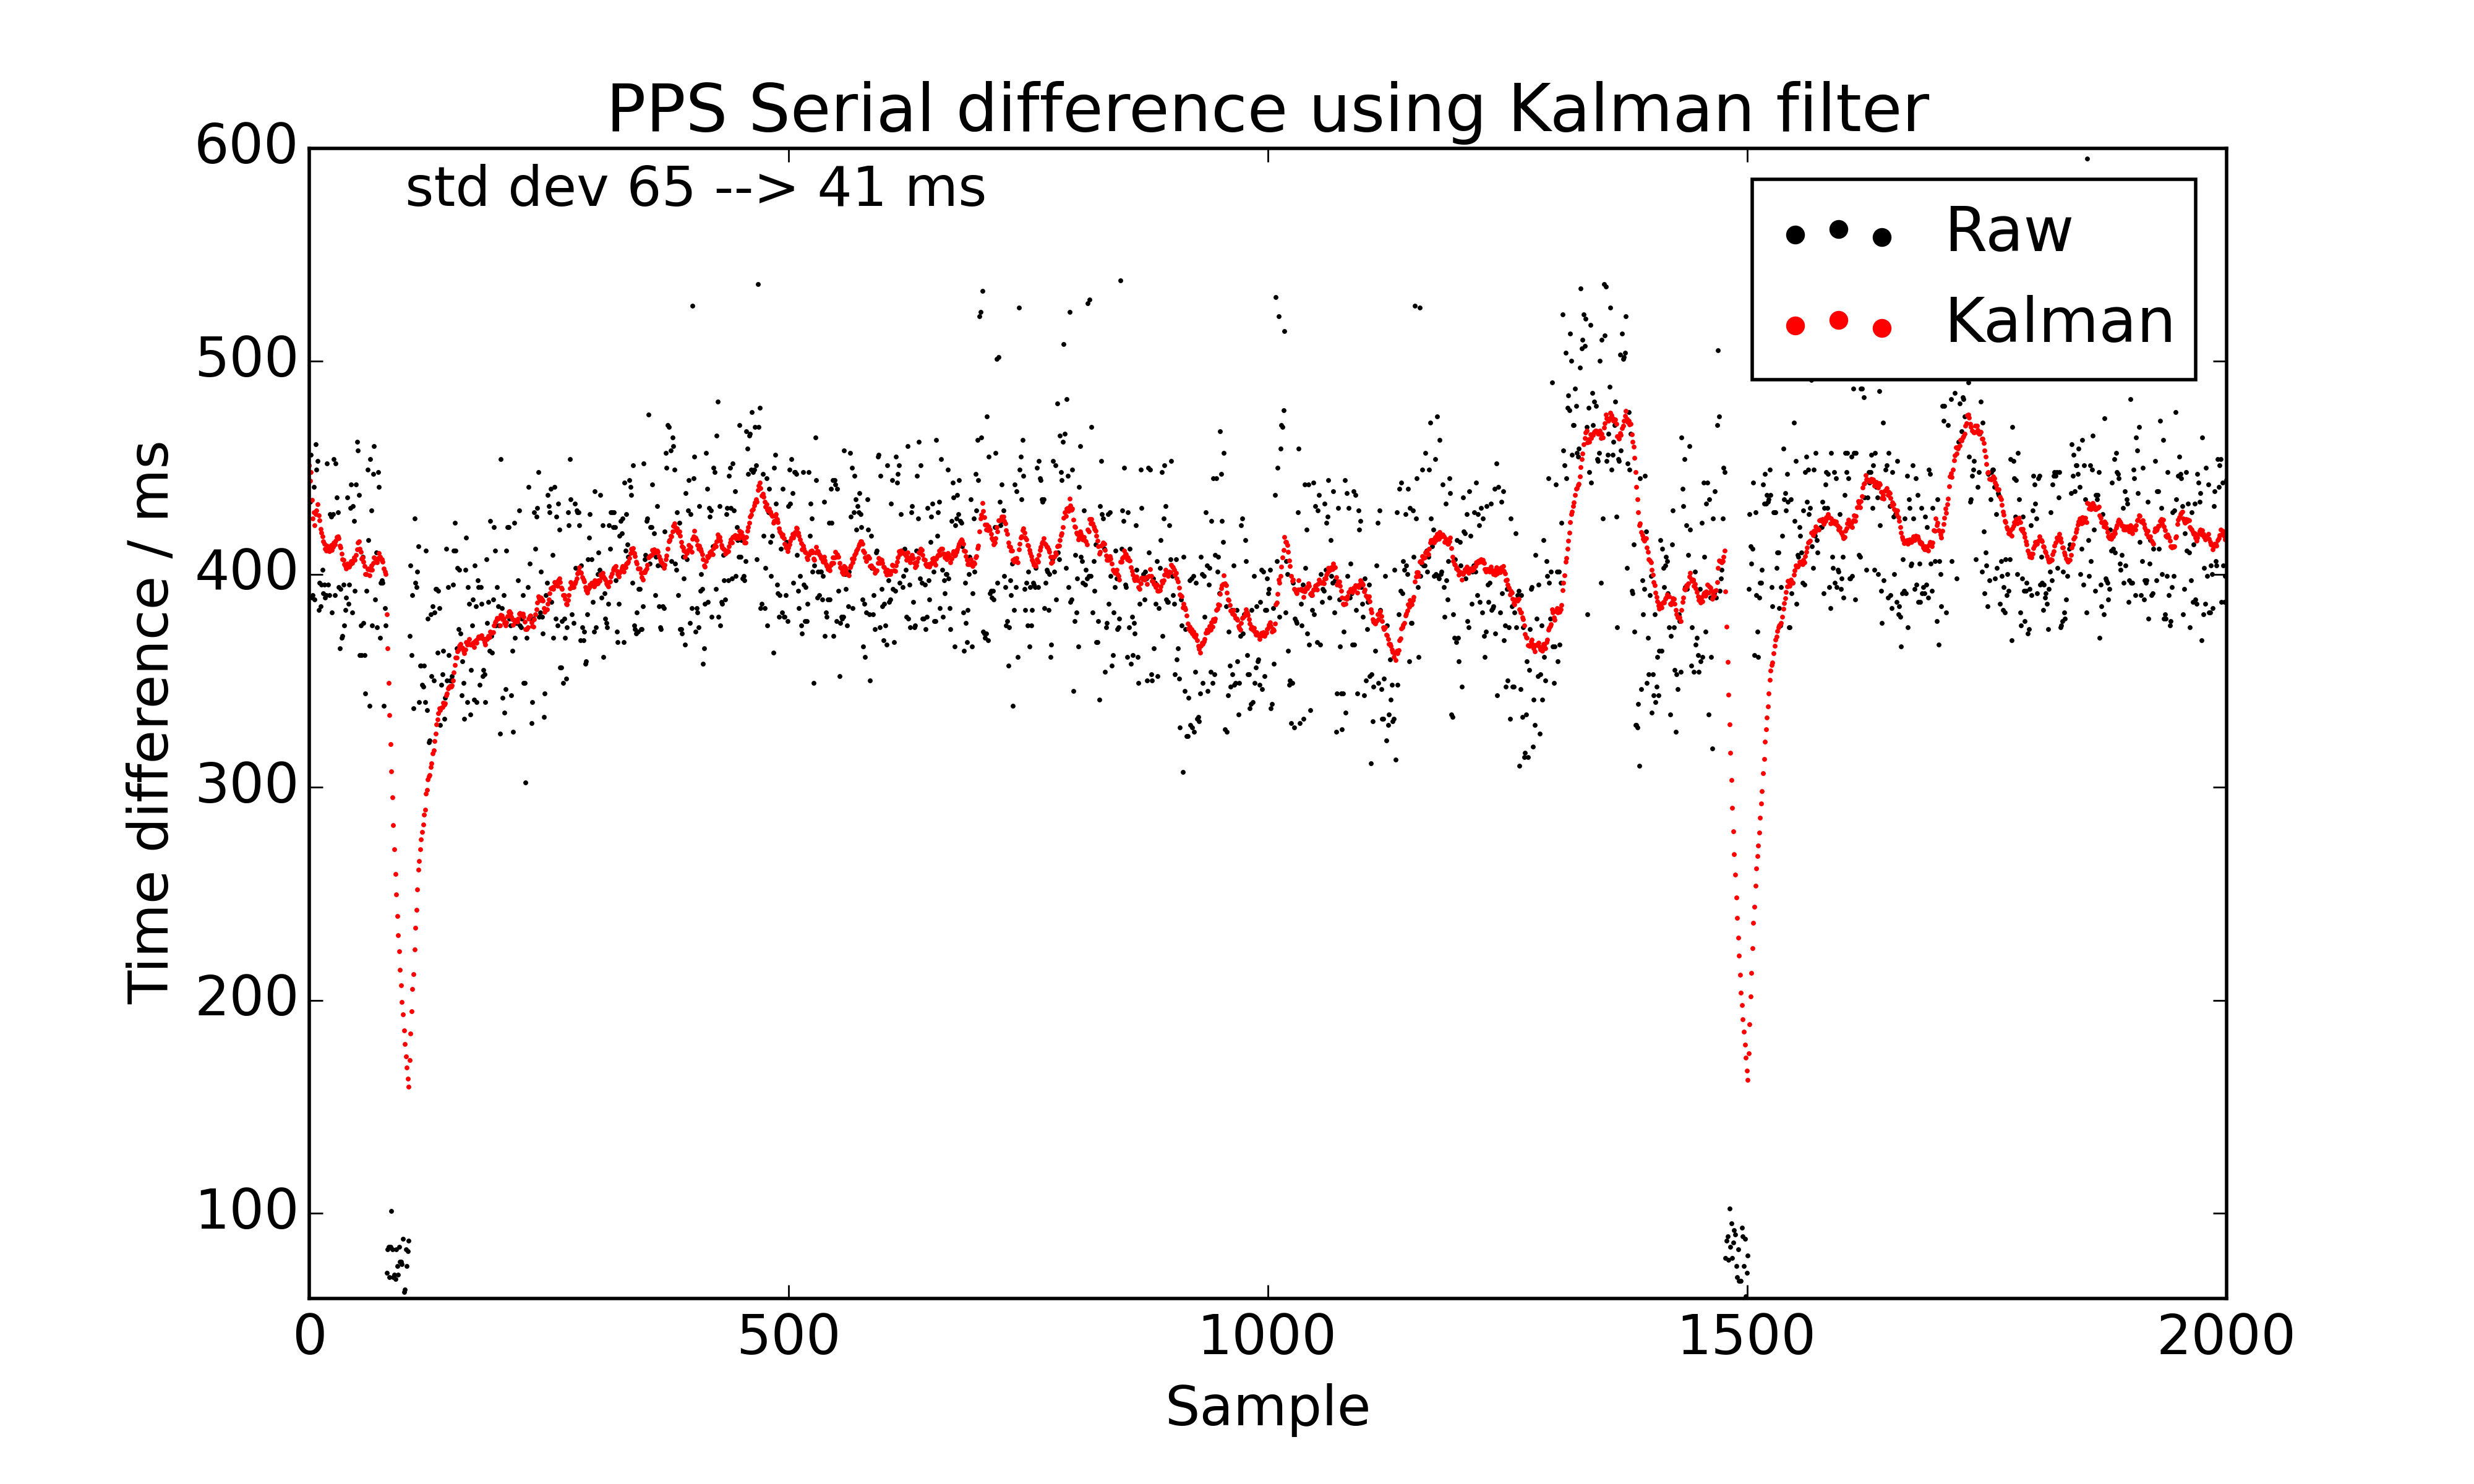 PPS Serial difference using Kalman filter
std dev 65 --> 41 ms
Raw
Kalman
600
500
400
300
200
100
Time difference / ms
0 500 1000 1500 2000
Sample